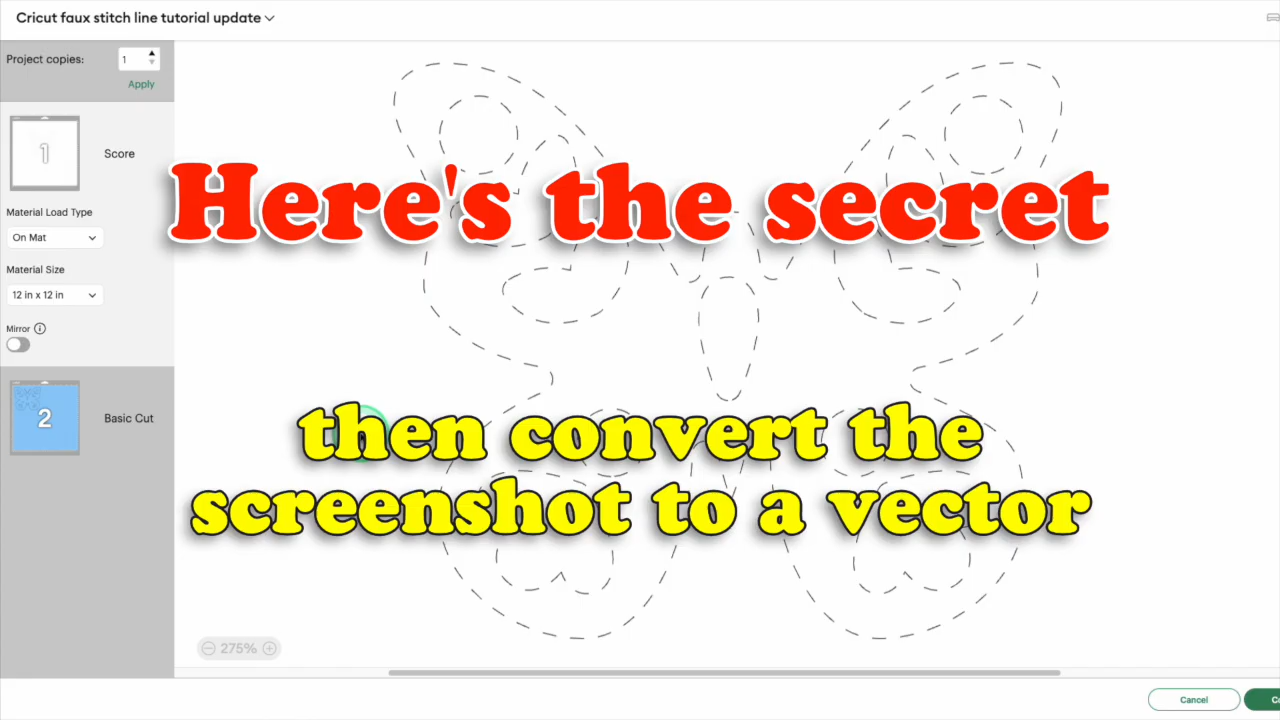 Cricut faux stitch line tutorial update
Project copies:
1
Apply
1
Score
Material Load Type
On Mat
Material Size
12 in x 12 in
Mirror
2
Basic Cut
Here's the secret
then convert the
screenshot to a vector
275%
Cancel